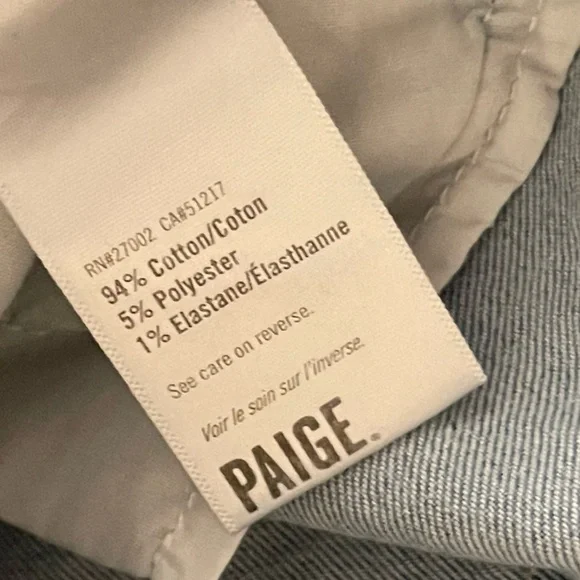 RN#27002 CA#51217
94% Cotton/Coton
5% Polyester
1% Elastane/Élasthanne
See care on reverse.
Voir le soin sur l'inverse.
PAIGE.